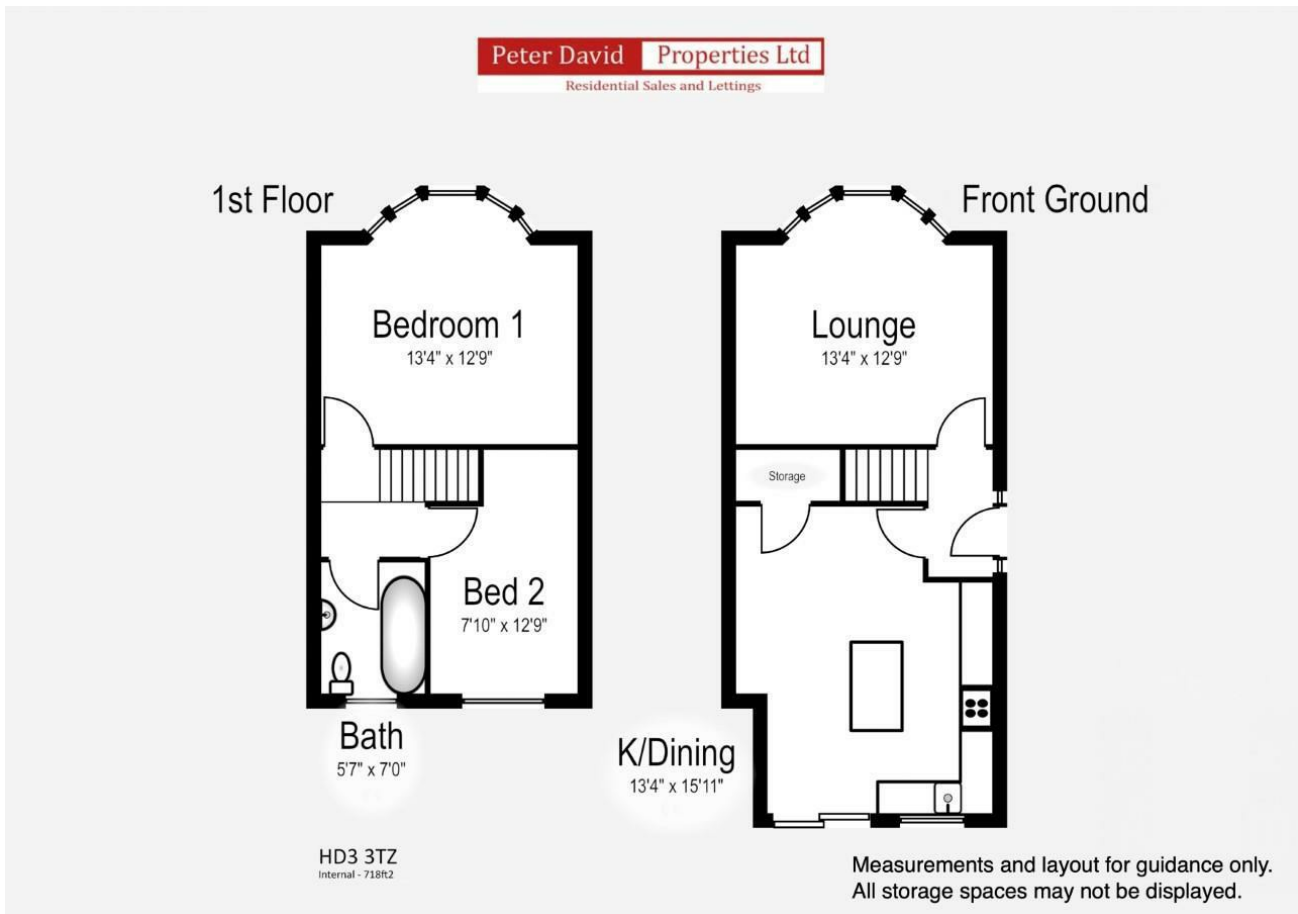 Peter David Properties Ltd
Residential Sales and Lettings
1st Floor
Front Ground
Bedroom 1
13'4" x 12'9"
Lounge
13'4" x 12'9"
Storage
Bed 2
7'10" x 12'9"
Bath
5'7" x 7'0"
K/Dining
13'4" x 15'11"
HD3 3TZ
Internal - 718ft2
Measurements and layout for guidance only.
All storage spaces may not be displayed.